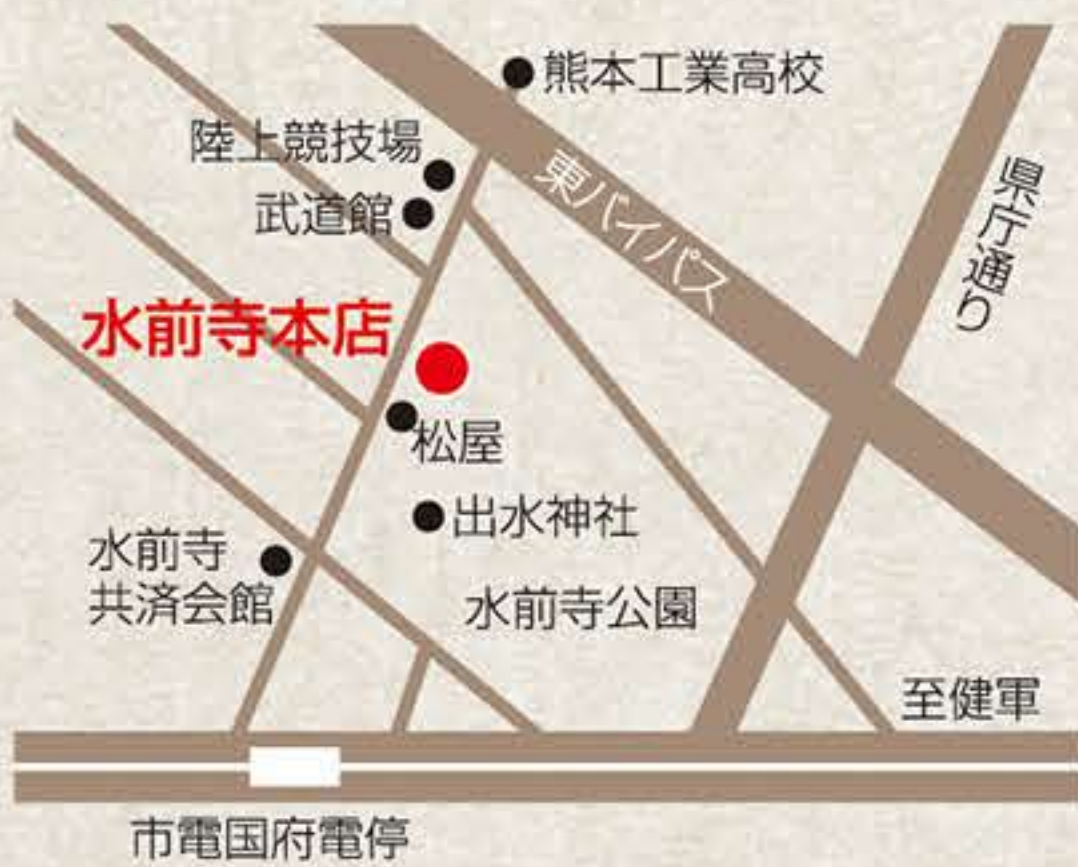 熊本工業高校
陸上競技場
武道館
東バイパス
県庁通り
水前寺本店
松屋
出水神社
水前寺
共済会館
水前寺公園
至健軍
市電国府電停